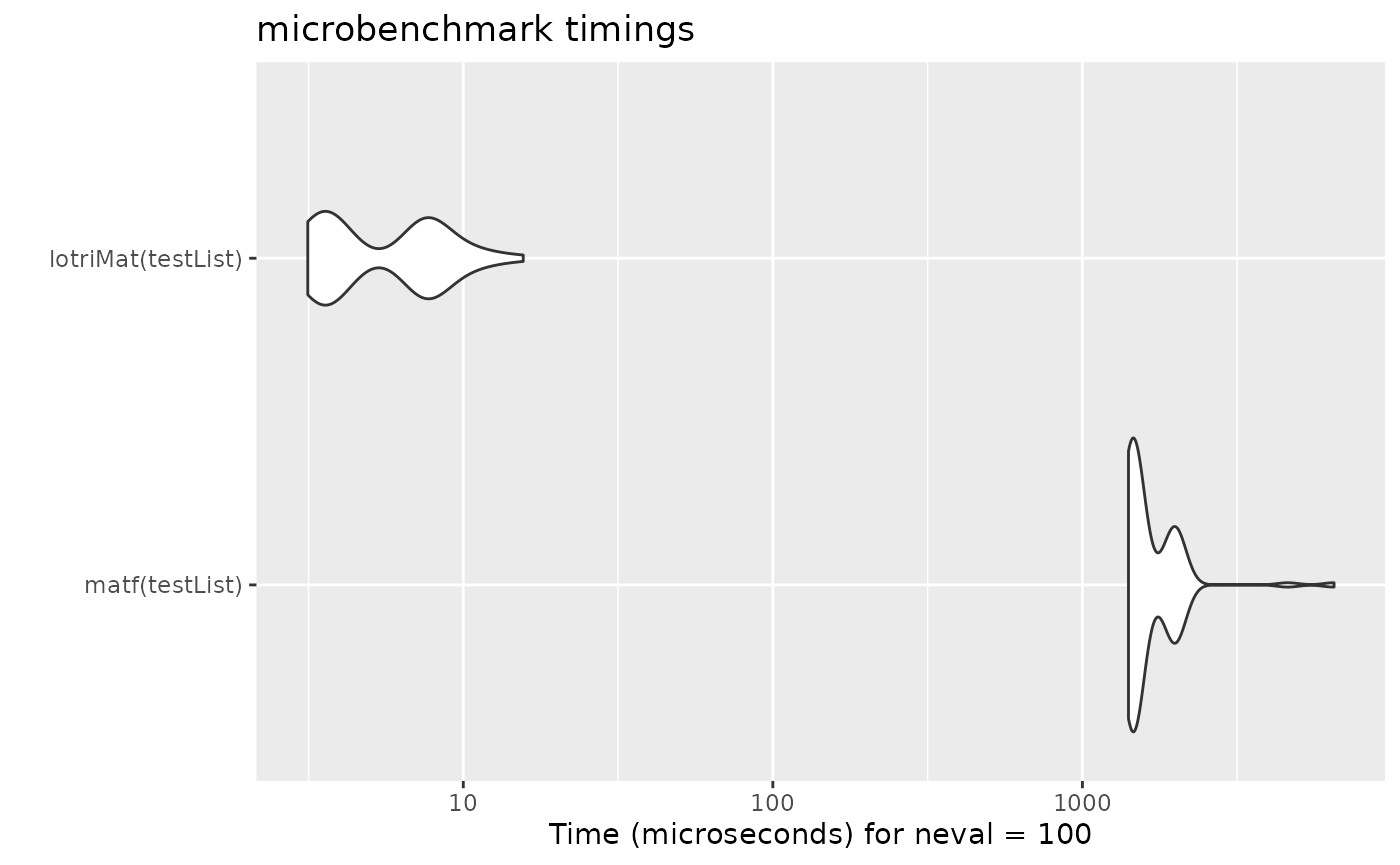 microbenchmark timings
lotriMat(testList)
matf(testList)
10 100 1000
Time (microseconds) for neval = 100